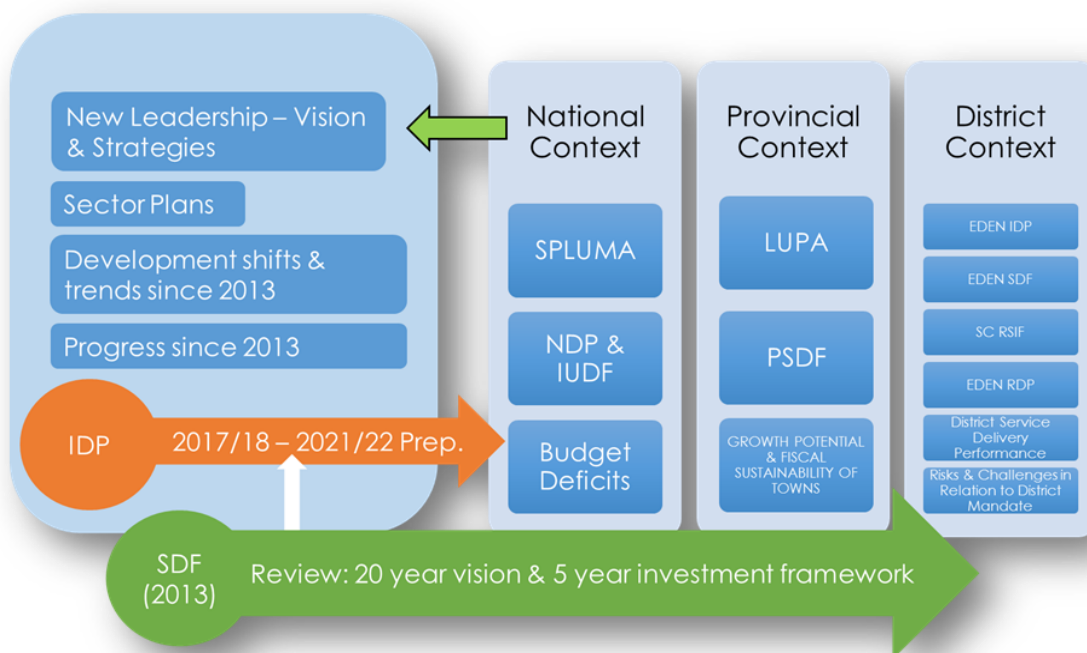 New Leadership – Vision
& Strategies
Sector Plans
Development shifts &
trends since 2013
Progress since 2013
IDP
2017/18 – 2021/22 Prep.
SDF
(2013)
Review: 20 year vision & 5 year investment framework
National
Context
SPLUMA
NDP &
IUDF
Budget
Deficits
Provincial
Context
LUPA
PSDF
GROWTH POTENTIAL
& FISCAL
SUSTAINABILITY OF
TOWNS
District
Context
EDEN IDP
EDEN SDF
SC RSIF
EDEN RDP
District Service
Delivery
Performance
Risks & Challenges in
Relation to District
Mandate